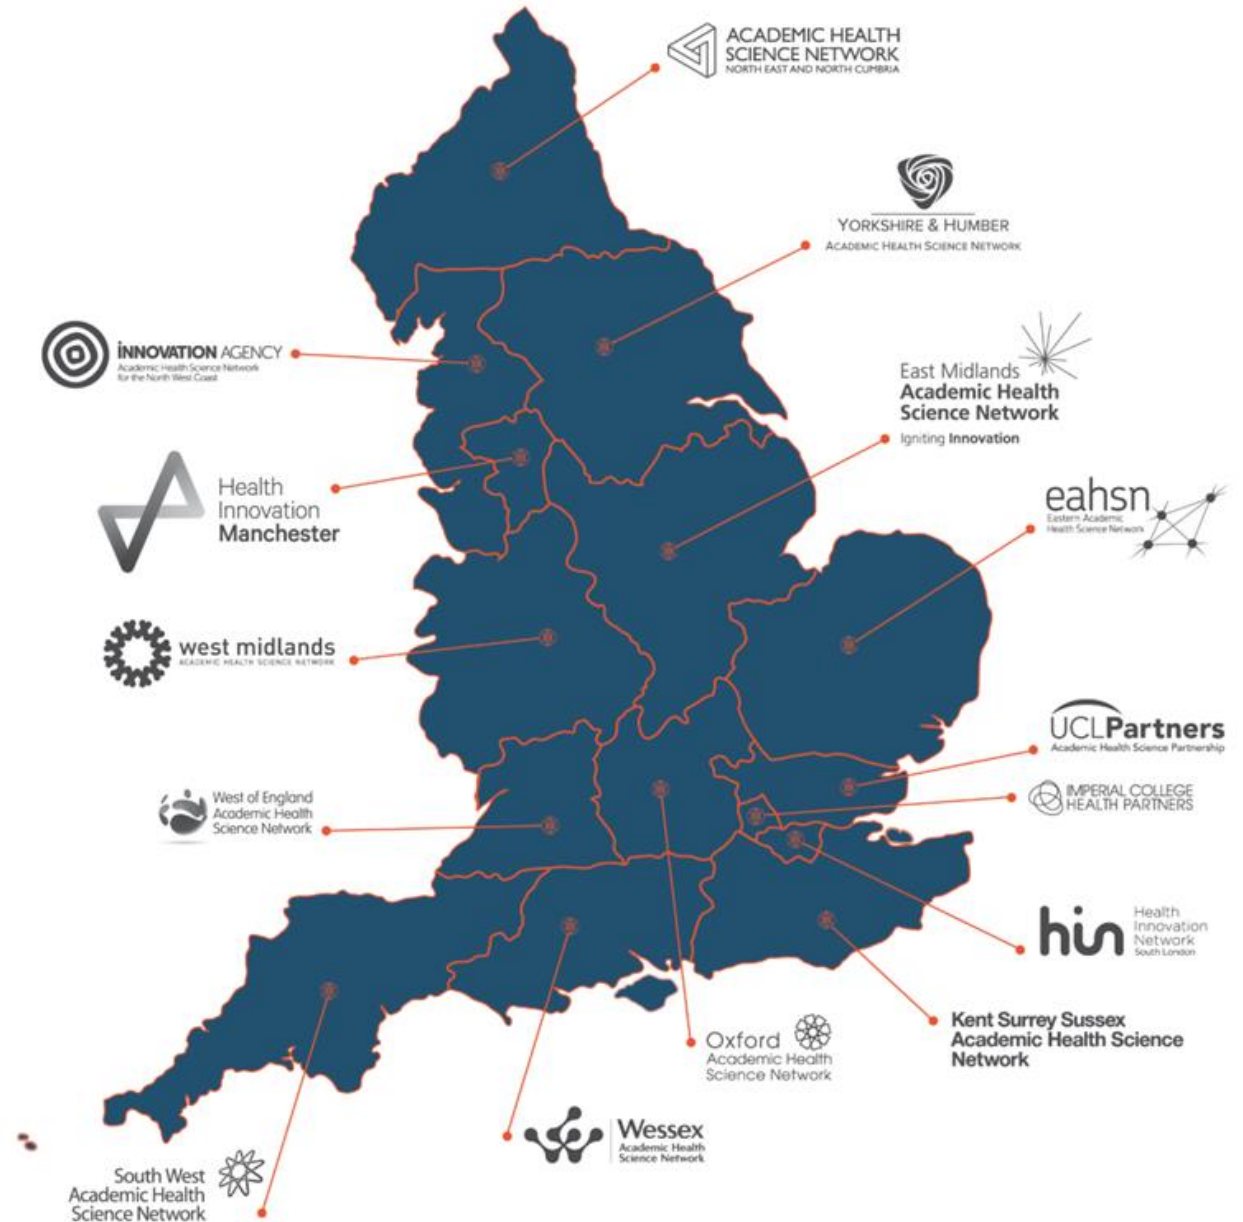 ACADEMIC HEALTH
SCIENCE NETWORK
NORTH EAST AND NORTH CUMBRIA
YORKSHIRE & HUMBER
ACADEMIC HEALTH SCIENCE NETWORK
iNNOVATION AGENCY
Academic Health Science Network
for the North West Coast
East Midlands
Academic Health
Science Network
Igniting Innovation
Health
Innovation
Manchester
eahsn
Eastern Academic
Health Science Network
west midlands
ACADEMIC HEALTH SCIENCE NETWORK
UCLPartners
Academic Health Science Partnership
IMPERIAL COLLEGE
HEALTH PARTNERS
West of England
Academic Health
Science Network
hin
Health
Innovation
Network
South London
Kent Surrey Sussex
Academic Health Science
Network
Oxford
Academic Health
Science Network
Wessex
Academic Health
Science Network
South West
Academic Health
Science Network